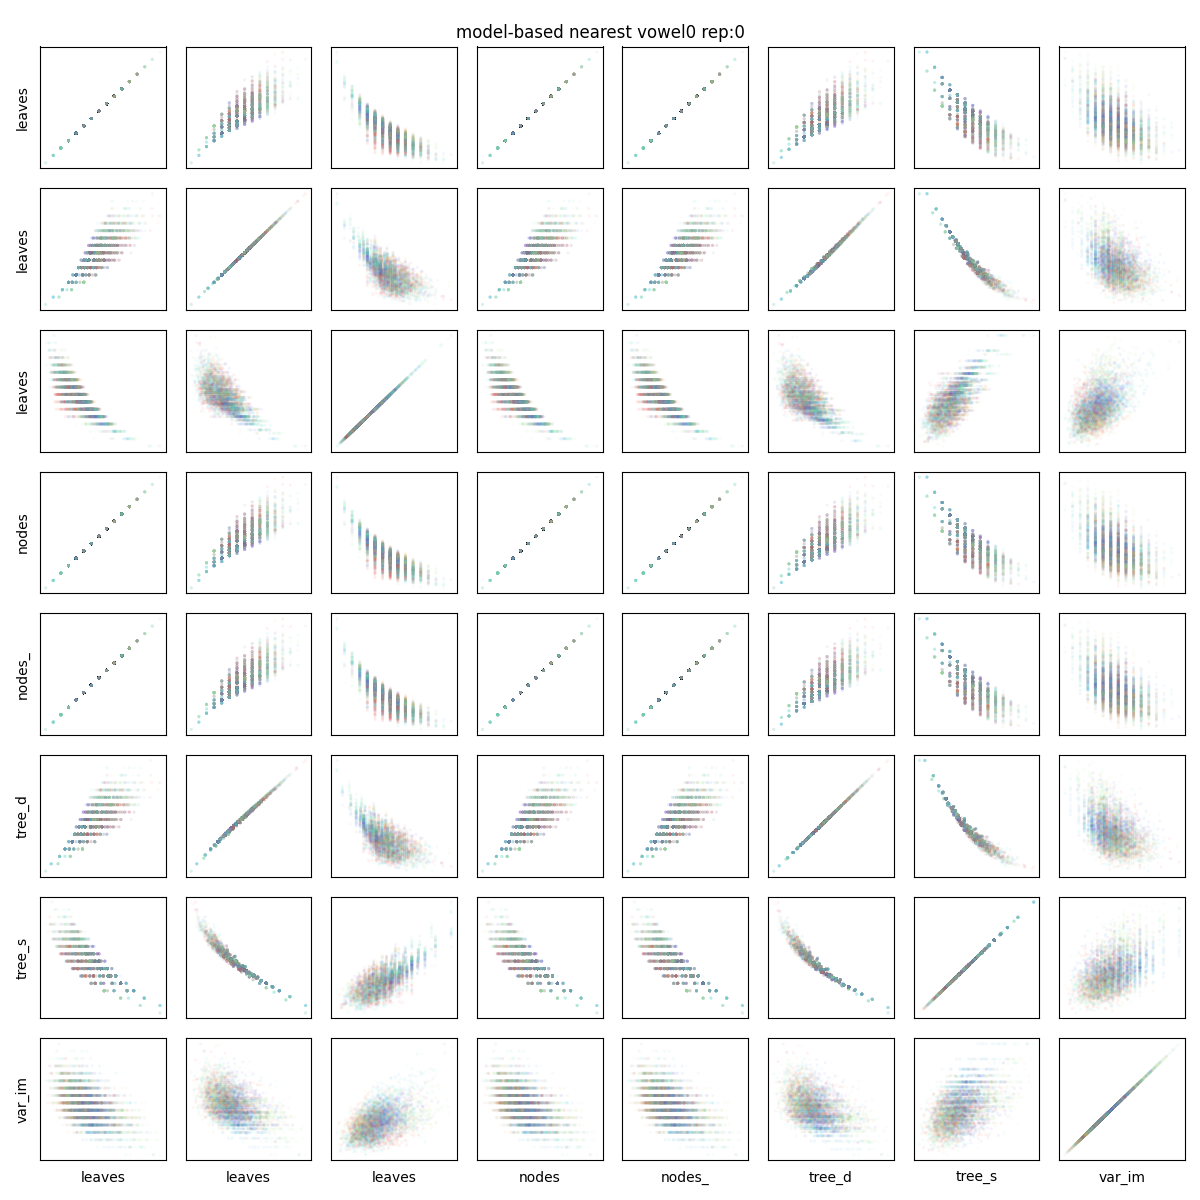 model-based nearest vowel0 rep:0
leaves
leaves
leaves
nodes
nodes_
tree_d
tree_s
var_im
leaves leaves leaves nodes nodes_ tree_d tree_s var_im